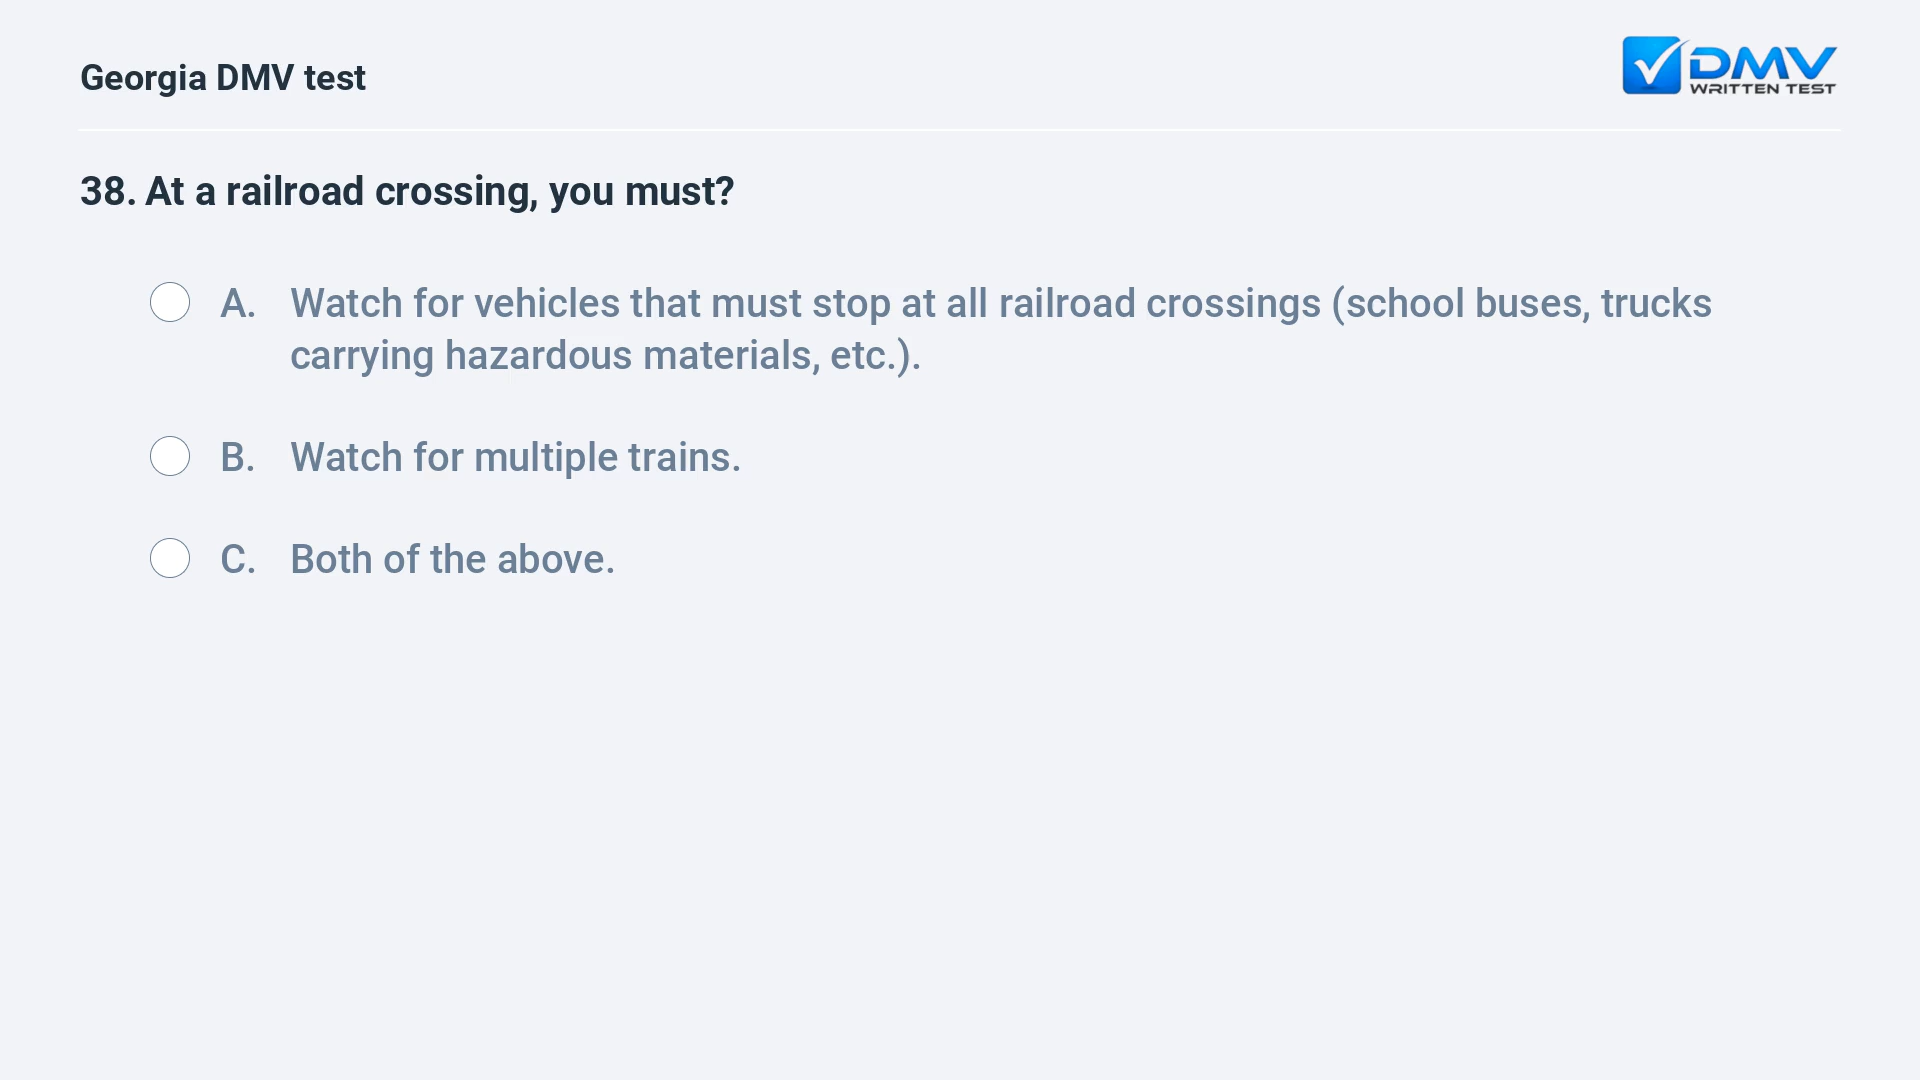 Georgia DMV test
DMV
WRITTEN TEST
38. At a railroad crossing, you must?
A. Watch for vehicles that must stop at all railroad crossings (school buses, trucks
carrying hazardous materials, etc.).
B. Watch for multiple trains.
C. Both of the above.